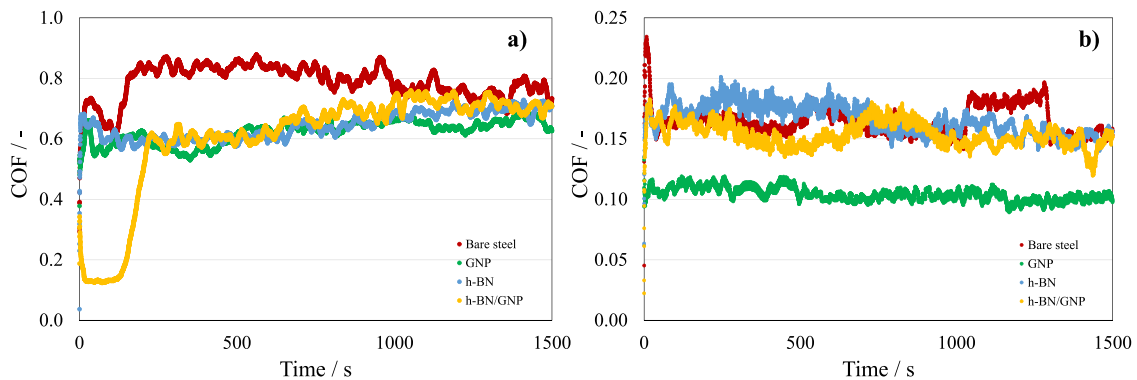 1.0
0.8
0.6
0.4
0.2
0.0
COF / -
a)
Bare steel
GNP
h-BN
h-BN/GNP
0
500
1000
1500
Time / s
0.25
0.20
0.15
0.10
0.05
0.00
COF / -
b)
Bare steel
GNP
h-BN
h-BN/GNP
0
500
1000
1500
Time / s